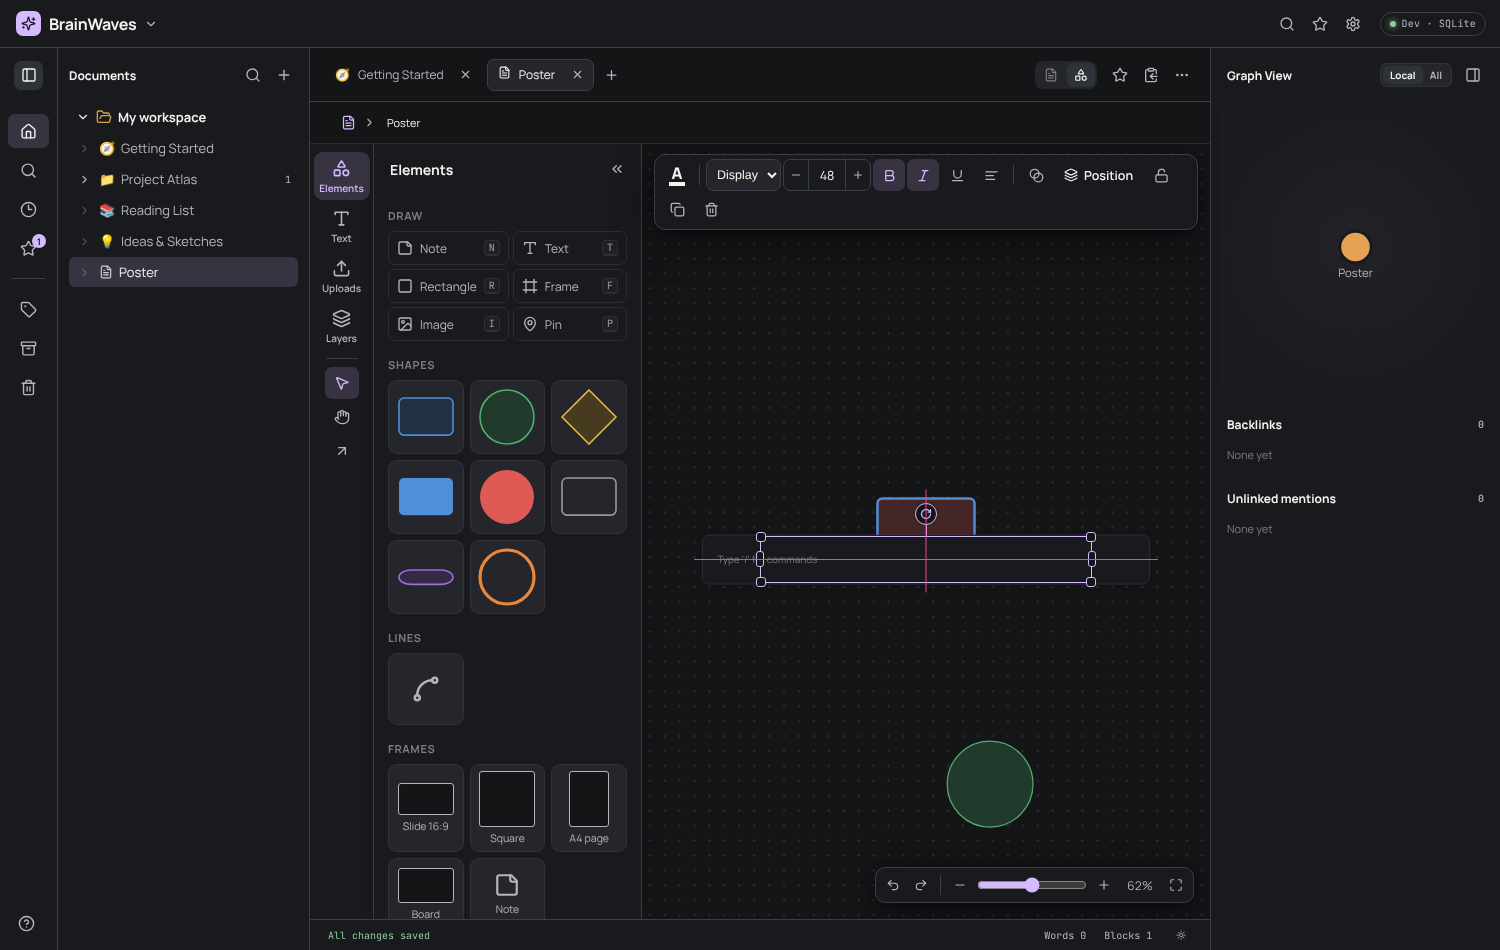 BrainWaves
Dev · SQLite
Documents
My workspace
Getting Started
Project Atlas 1
Reading List
Ideas & Sketches
Poster
1
Getting Started
Poster
Poster
Elements
Text
Uploads
Layers
Elements
DRAW
Note N
Text T
Rectangle R
Frame F
Image I
Pin P
SHAPES
LINES
FRAMES
Slide 16:9
Square
A4 page
Board
Note
A
Display
48
B
I
U
Position
Type '/' commands
62%
All changes saved
Words 0
Blocks 1
Graph View
Local
All
Poster
Backlinks 0
None yet
Unlinked mentions 0
None yet